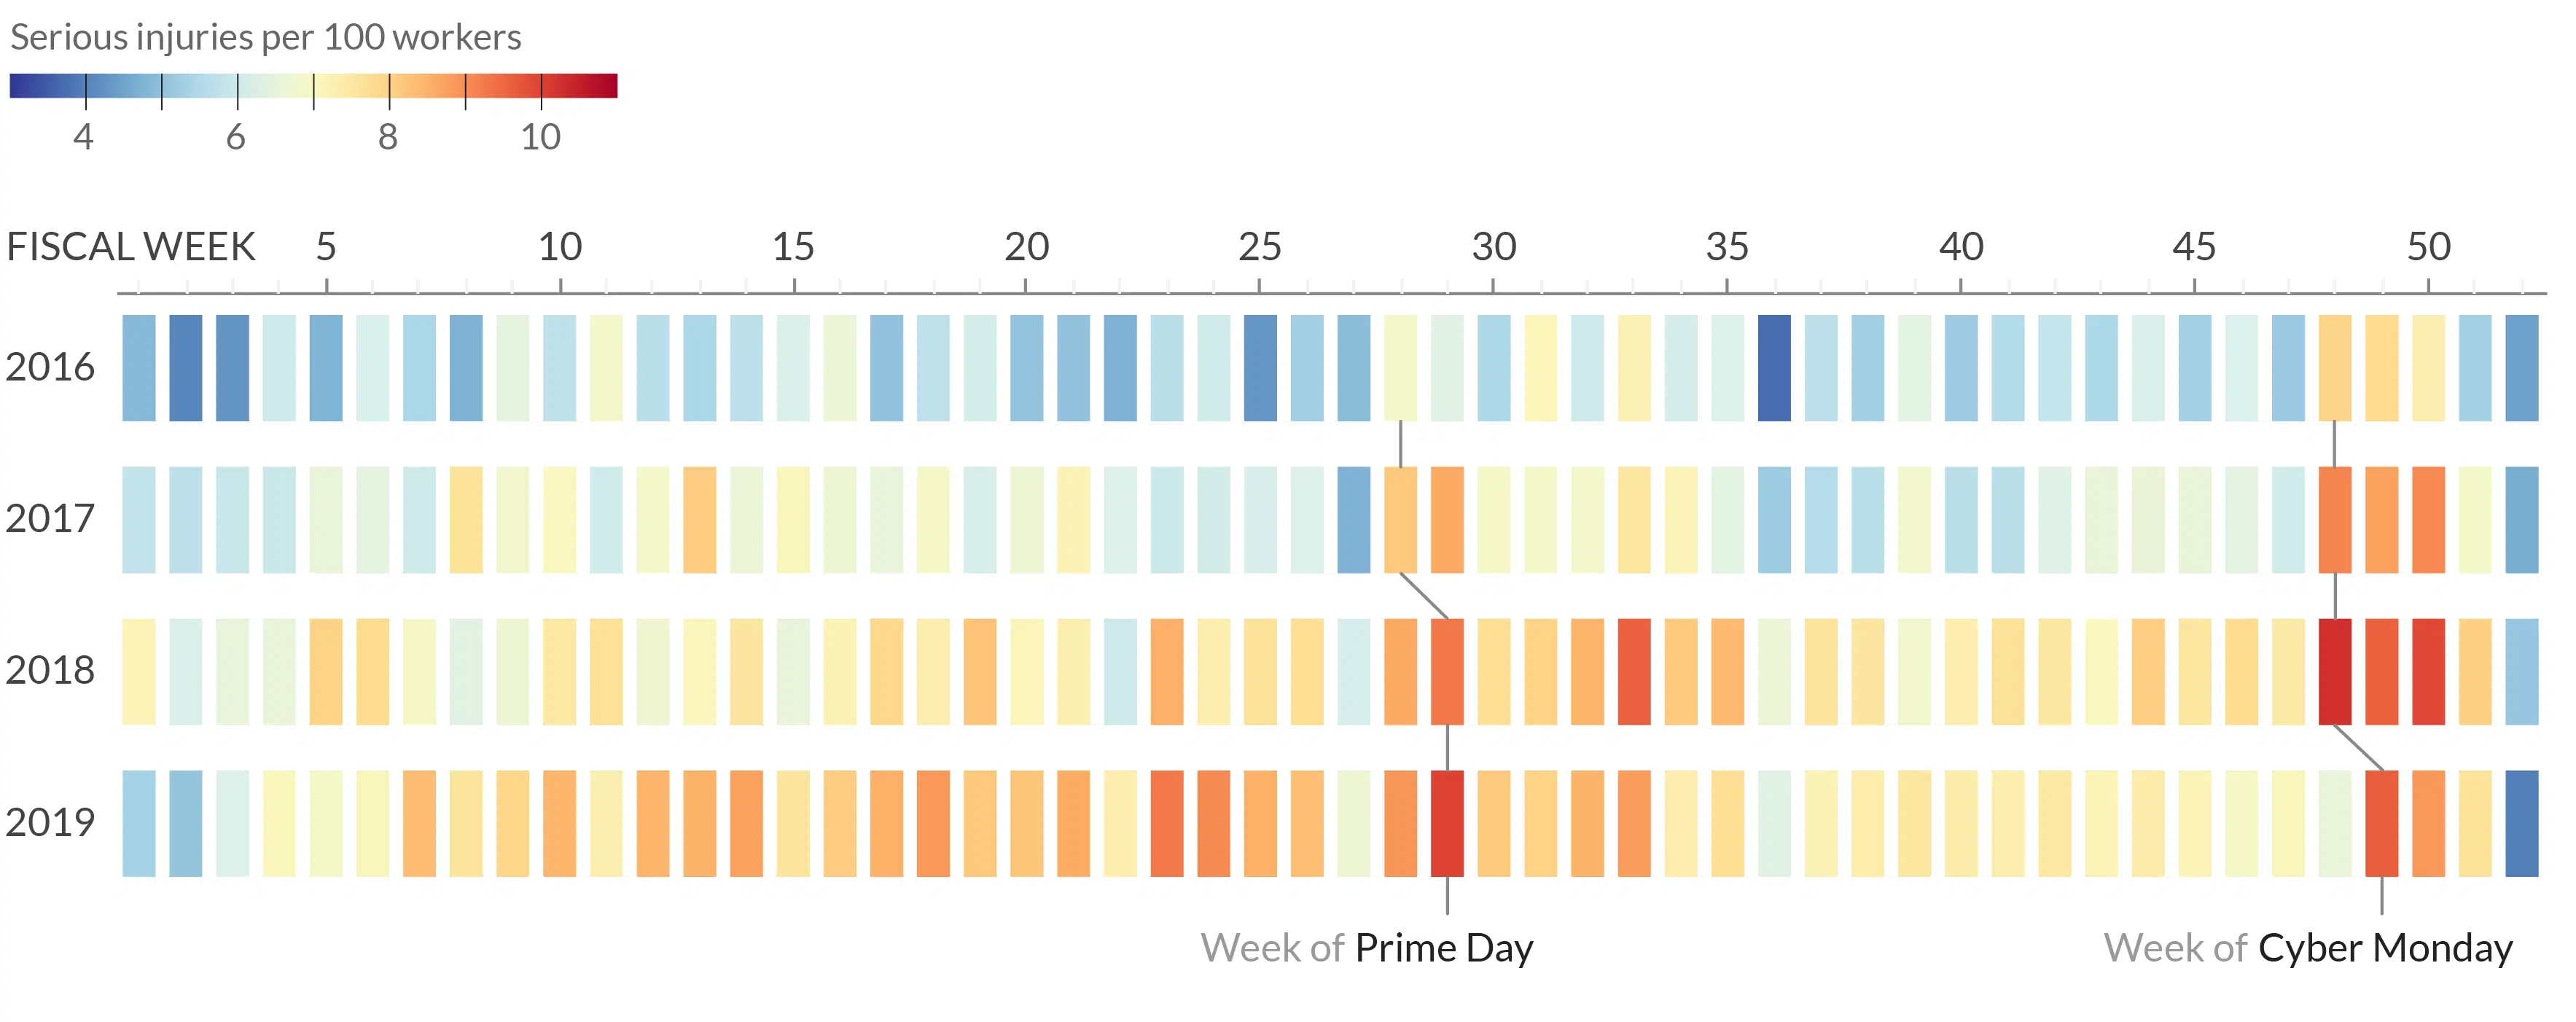 Serious injuries per 100 workers
4 6 8 10
FISCAL WEEK 5 10 15 20 25 30 35 40 45 50
2016
2017
2018
2019
Week of Prime Day Week of Cyber Monday